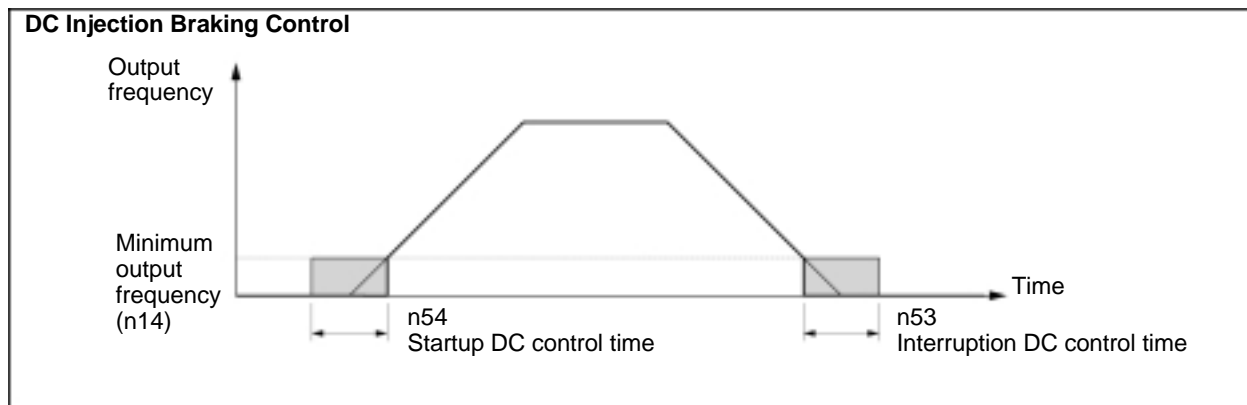 DC Injection Braking Control
Output
frequency
Minimum
output
frequency
(n14)
Time
n54
Startup DC control time
n53
Interruption DC control time